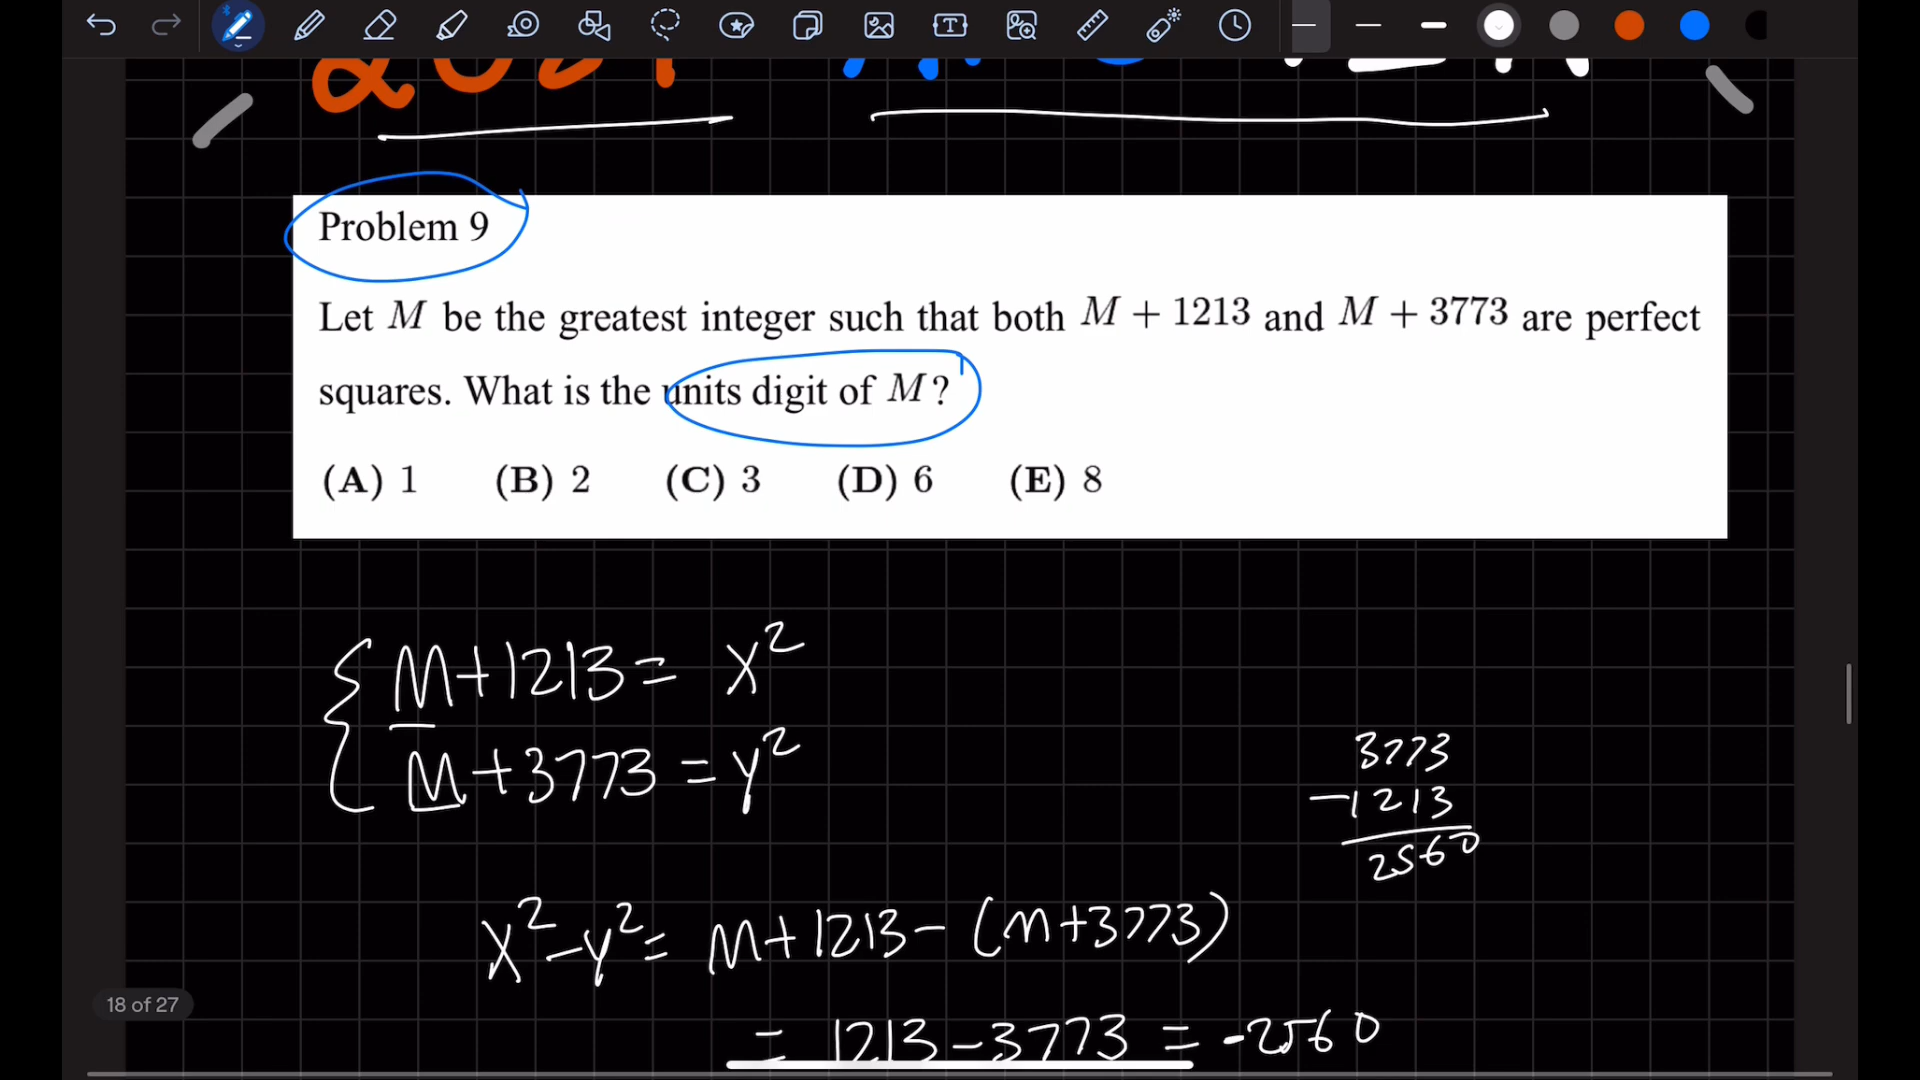 Problem 9
Let M be the greatest integer such that both M + 1213 and M + 3773 are perfect
squares. What is the units digit of M?
(A) 1 (B) 2 (C) 3 (D) 6 (E) 8
M+1213 = x²
M+3773 = y²
3773
-1213
2560
x²-y² = M+1213-(m+3773)
= 1213-3773 = -2560
18 of 27